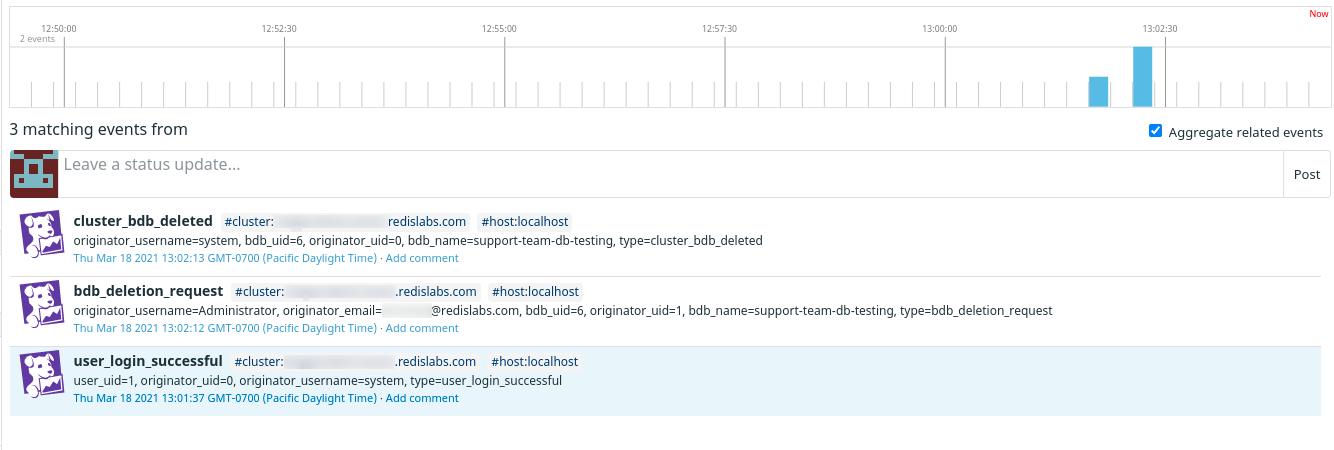 Now
12:50:00 12:52:30 12:55:00 12:57:30 13:00:00 13:02:30
2 events
3 matching events from
Aggregate related events
Leave a status update...
Post
cluster_bdb_deleted #cluster: redislabs.com #host:localhost
originator_username=system, bdb_uid=6, originator_uid=0, bdb_name=support-team-db-testing, type=cluster_bdb_deleted
Thu Mar 18 2021 13:02:13 GMT-0700 (Pacific Daylight Time) · Add comment
bdb_deletion_request #cluster: .redislabs.com #host:localhost
originator_username=Administrator, originator_email= @redislabs.com, bdb_uid=6, originator_uid=1, bdb_name=support-team-db-testing, type=bdb_deletion_request
Thu Mar 18 2021 13:02:12 GMT-0700 (Pacific Daylight Time) · Add comment
user_login_successful #cluster: .redislabs.com #host:localhost
user_uid=1, originator_uid=0, originator_username=system, type=user_login_successful
Thu Mar 18 2021 13:01:37 GMT-0700 (Pacific Daylight Time) · Add comment